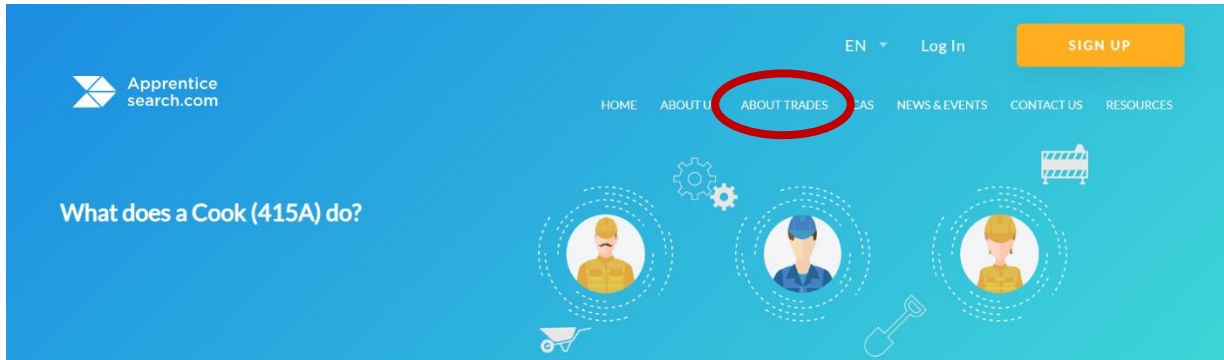 EN Log In SIGN UP
Apprentice
search.com
HOME ABOUT U ABOUT TRADES CAS NEWS & EVENTS CONTACT US RESOURCES
What does a Cook (415A) do?